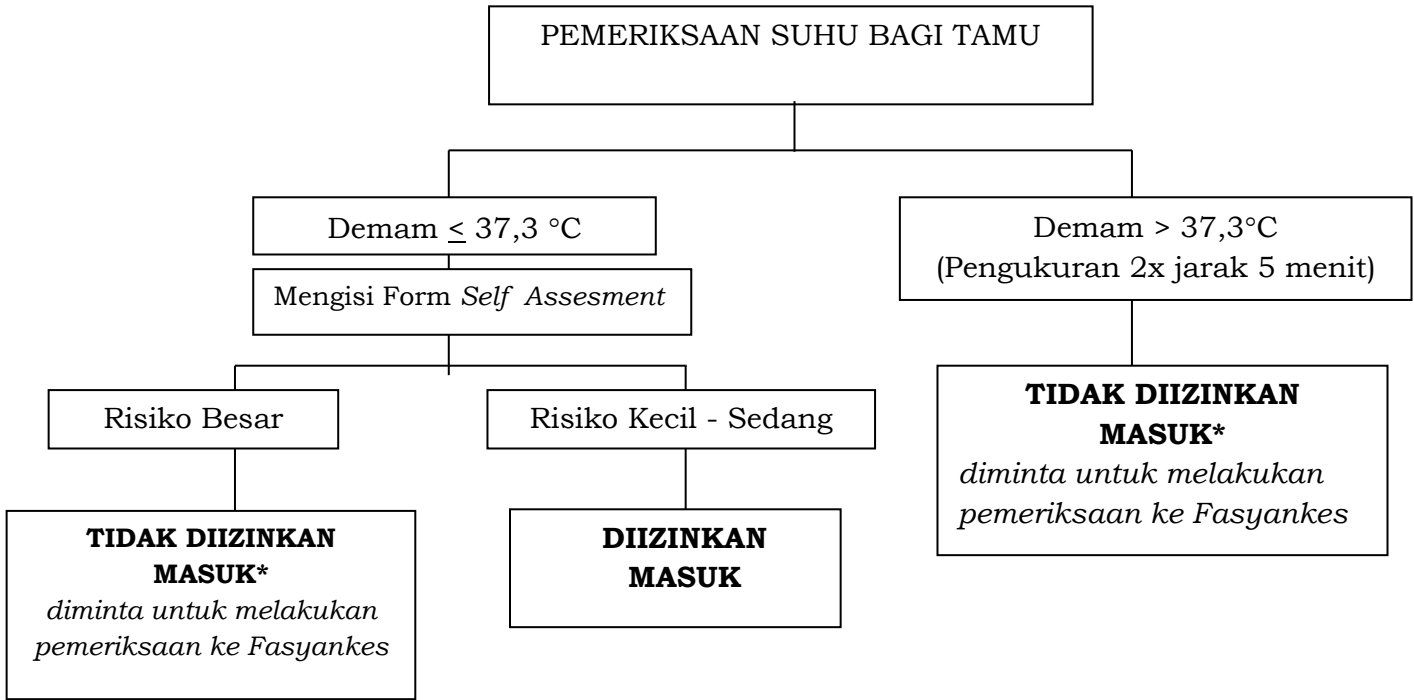 PEMERIKSAAN SUHU BAGI TAMU
Demam < 37,3 °C
Mengisi Form Self Assesment
Demam > 37,3°C
(Pengukuran 2x jarak 5 menit)
Risiko Besar
Risiko Kecil - Sedang
TIDAK DIIZINKAN
MASUK*
diminta untuk melakukan
pemeriksaan ke Fasyankes
DIIZINKAN
MASUK
TIDAK DIIZINKAN
MASUK*
diminta untuk melakukan
pemeriksaan ke Fasyankes